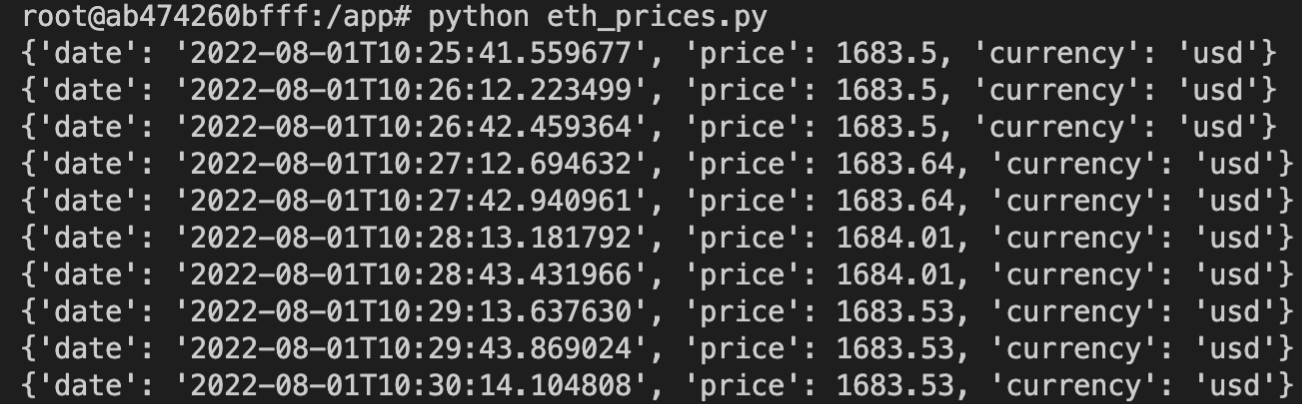 root@ab474260bfff:/app# python eth_prices.py
{'date': '2022-08-01T10:25:41.559677', 'price': 1683.5, 'currency': 'usd'}
{'date': '2022-08-01T10:26:12.223499', 'price': 1683.5, 'currency': 'usd'}
{'date': '2022-08-01T10:26:42.459364', 'price': 1683.5, 'currency': 'usd'}
{'date': '2022-08-01T10:27:12.694632', 'price': 1683.64, 'currency': 'usd'}
{'date': '2022-08-01T10:27:42.940961', 'price': 1683.64, 'currency': 'usd'}
{'date': '2022-08-01T10:28:13.181792', 'price': 1684.01, 'currency': 'usd'}
{'date': '2022-08-01T10:28:43.431966', 'price': 1684.01, 'currency': 'usd'}
{'date': '2022-08-01T10:29:13.637630', 'price': 1683.53, 'currency': 'usd'}
{'date': '2022-08-01T10:29:43.869024', 'price': 1683.53, 'currency': 'usd'}
{'date': '2022-08-01T10:30:14.104808', 'price': 1683.53, 'currency': 'usd'}